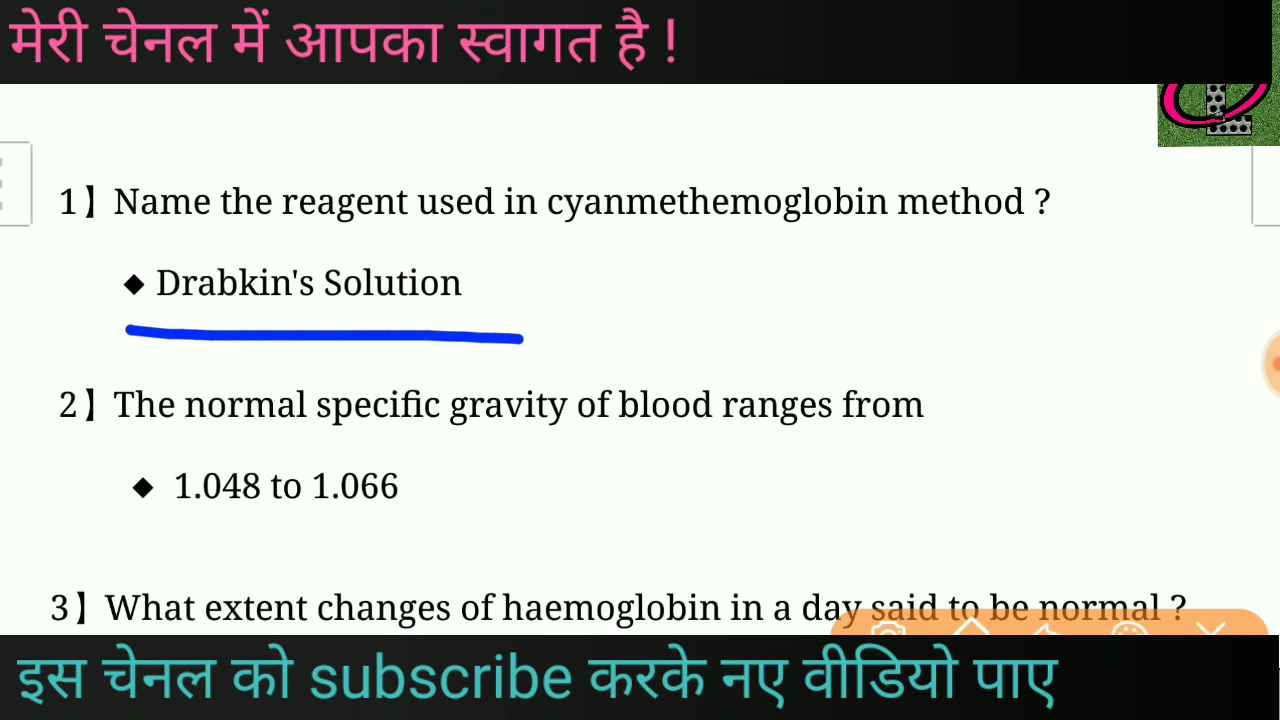 मेरी चेनल में आपका स्वागत है !
1】Name the reagent used in cyanmethemoglobin method ?
◆ Drabkin's Solution
2】The normal specific gravity of blood ranges from
◆ 1.048 to 1.066
3】What extent changes of haemoglobin in a day said to be normal ?
इस चेनल को subscribe करके नए वीडियो पाए